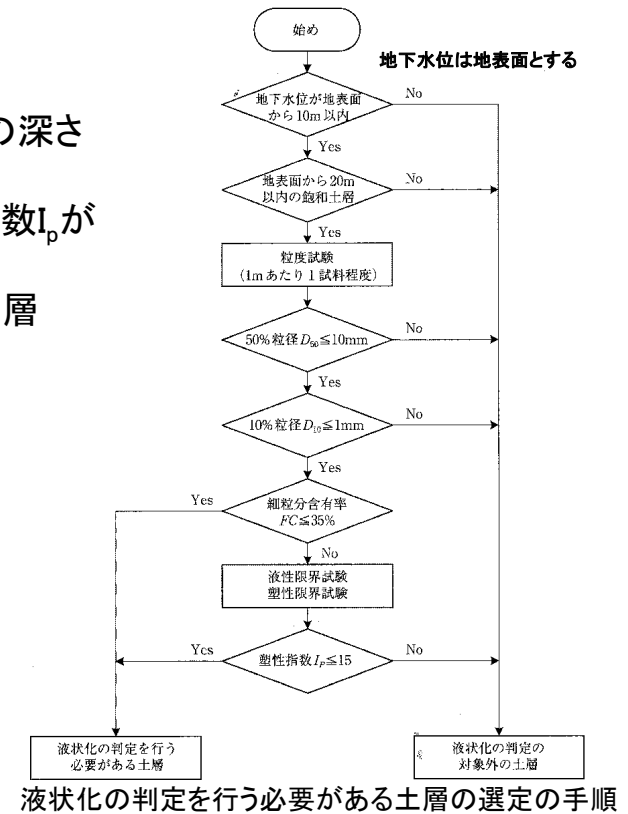 始め
地下水位は地表面とする
地下水位が地表面
から10m以内
No
Yes
の深さ
地表面から20m
以内の飽和土層
No
Yes
数Ipが
粒度試験
(1mあたり1試料程度)
層
50%粒径D50≦10mm
No
Yes
10%粒径D10≦1mm
No
Yes
細粒分含有率
FC≦35%
Yes
No
液性限界試験
塑性限界試験
塑性指数IP≦15
Yes
No
液状化の判定を行う
必要がある土層
液状化の判定の
対象外の土層
液状化の判定を行う必要がある土層の選定の手順